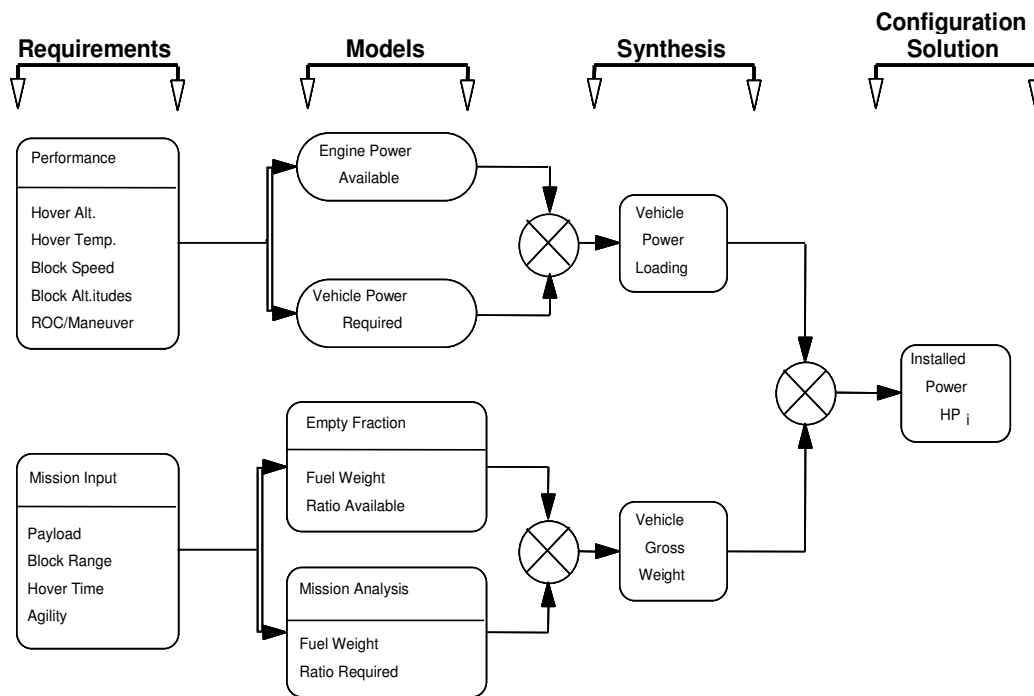 Requirements
Models
Synthesis
Configuration
Solution
Performance
Hover Alt.
Hover Temp.
Block Speed
Block Alt.itudes
ROC/Maneuver
Engine Power
Available
Vehicle Power
Required
Vehicle
Power
Loading
Mission Input
Payload
Block Range
Hover Time
Agility
Empty Fraction
Fuel Weight
Ratio Available
Mission Analysis
Fuel Weight
Ratio Required
Vehicle
Gross
Weight
Installed
Power
HP i